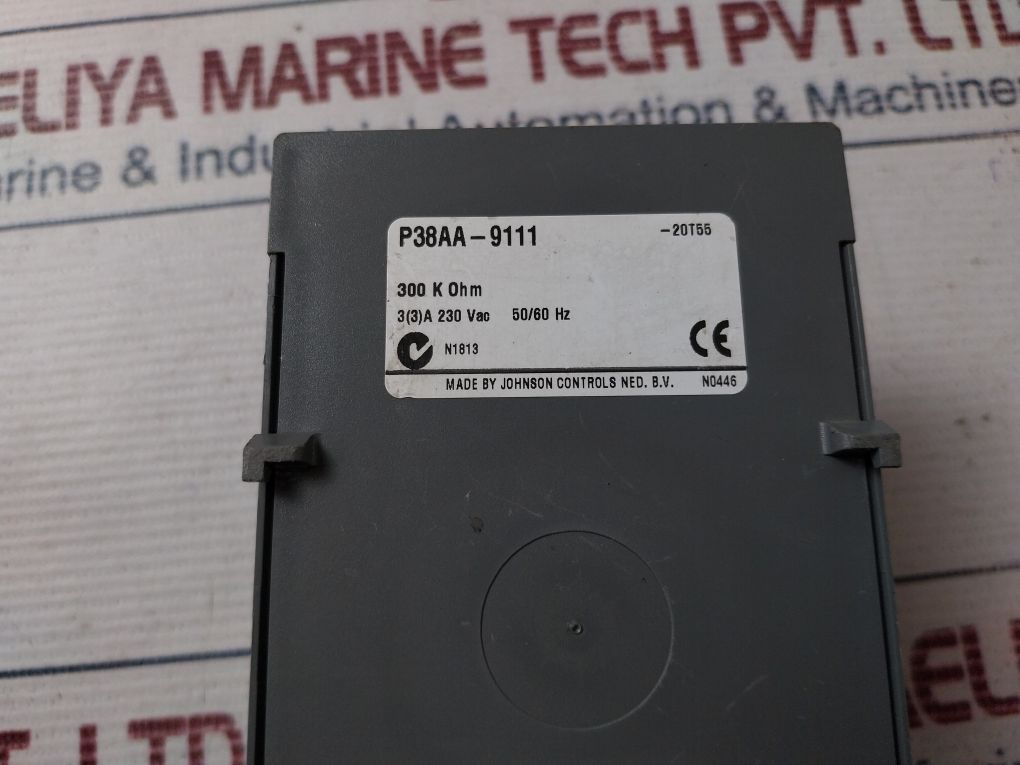 ELIYA MARINE TECH PVT. LTD
rine & Indu Automation & Machine
P38AA-9111 -20T55
300 K Ohm
3(3)A 230 Vac 50/60 Hz
N1813 CE
MADE BY JOHNSON CONTROLS NED. B.V. N0446
AELI
T. LTD